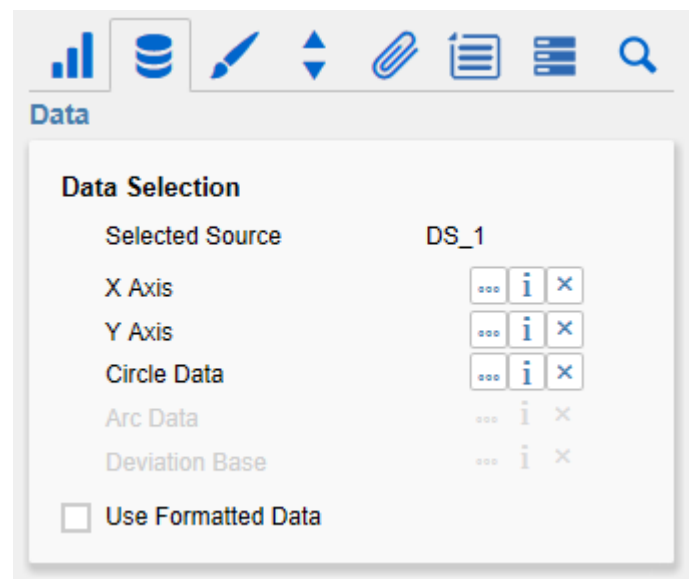 Data
Data Selection
Selected Source DS_1
X Axis ... i ×
Y Axis ... i ×
Circle Data ... i ×
Arc Data ... i ×
Deviation Base ... i ×
Use Formatted Data